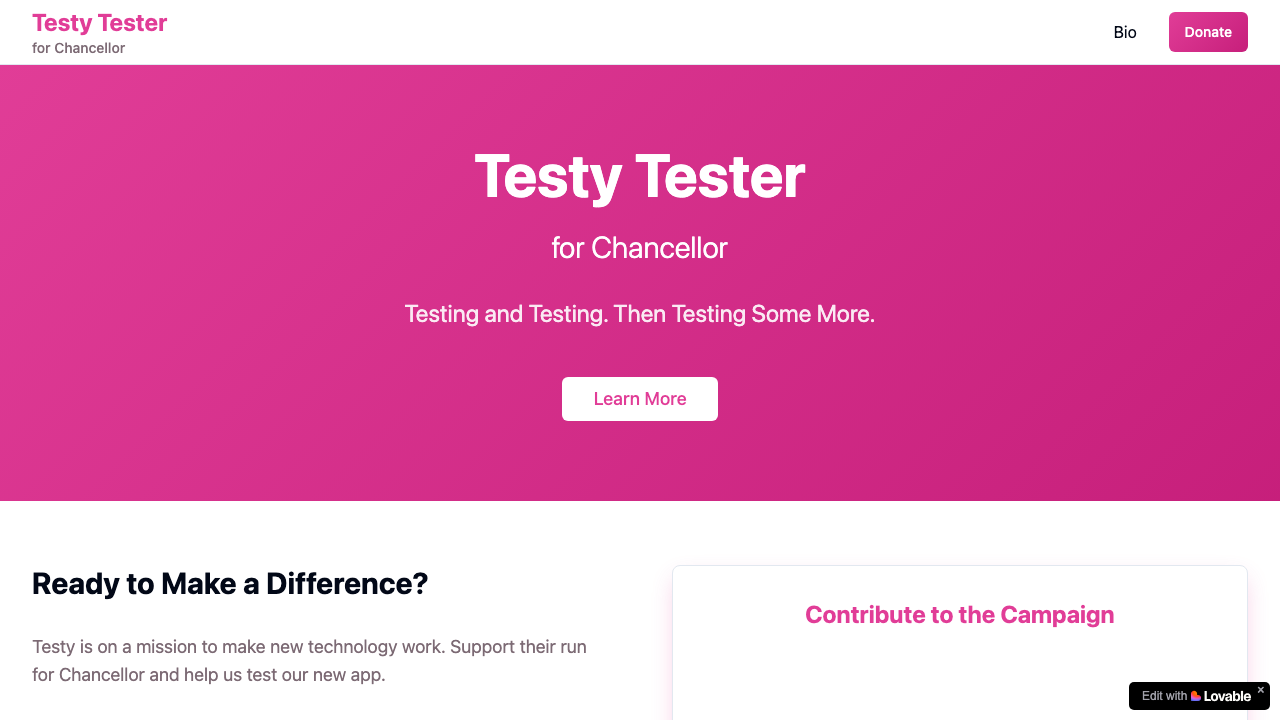 Testy Tester
for Chancellor
Bio
Donate
Testy Tester
for Chancellor
Testing and Testing. Then Testing Some More.
Learn More
Ready to Make a Difference?
Testy is on a mission to make new technology work. Support their run
for Chancellor and help us test our new app.
Contribute to the Campaign
Edit with Lovable ×